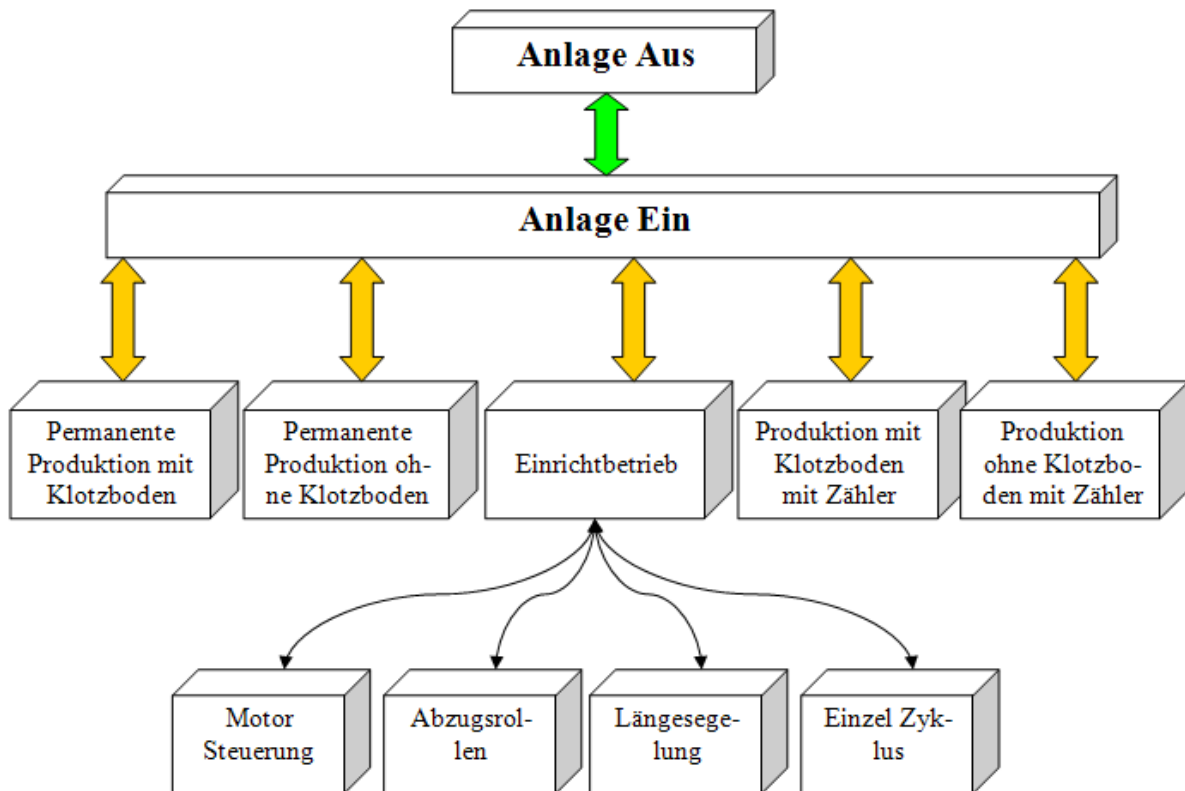 Anlage Aus
Anlage Ein
Permanente
Produktion mit
Klotzboden
Permanente
Produktion oh-
ne Klotzboden
Einrichtbetrieb
Produktion mit
Klotzboden
mit Zähler
Produktion
ohne Klotzbo-
den mit Zähler
Motor
Steuerung
Abzugsrol-
len
Längesege-
lung
Einzel Zyk-
lus